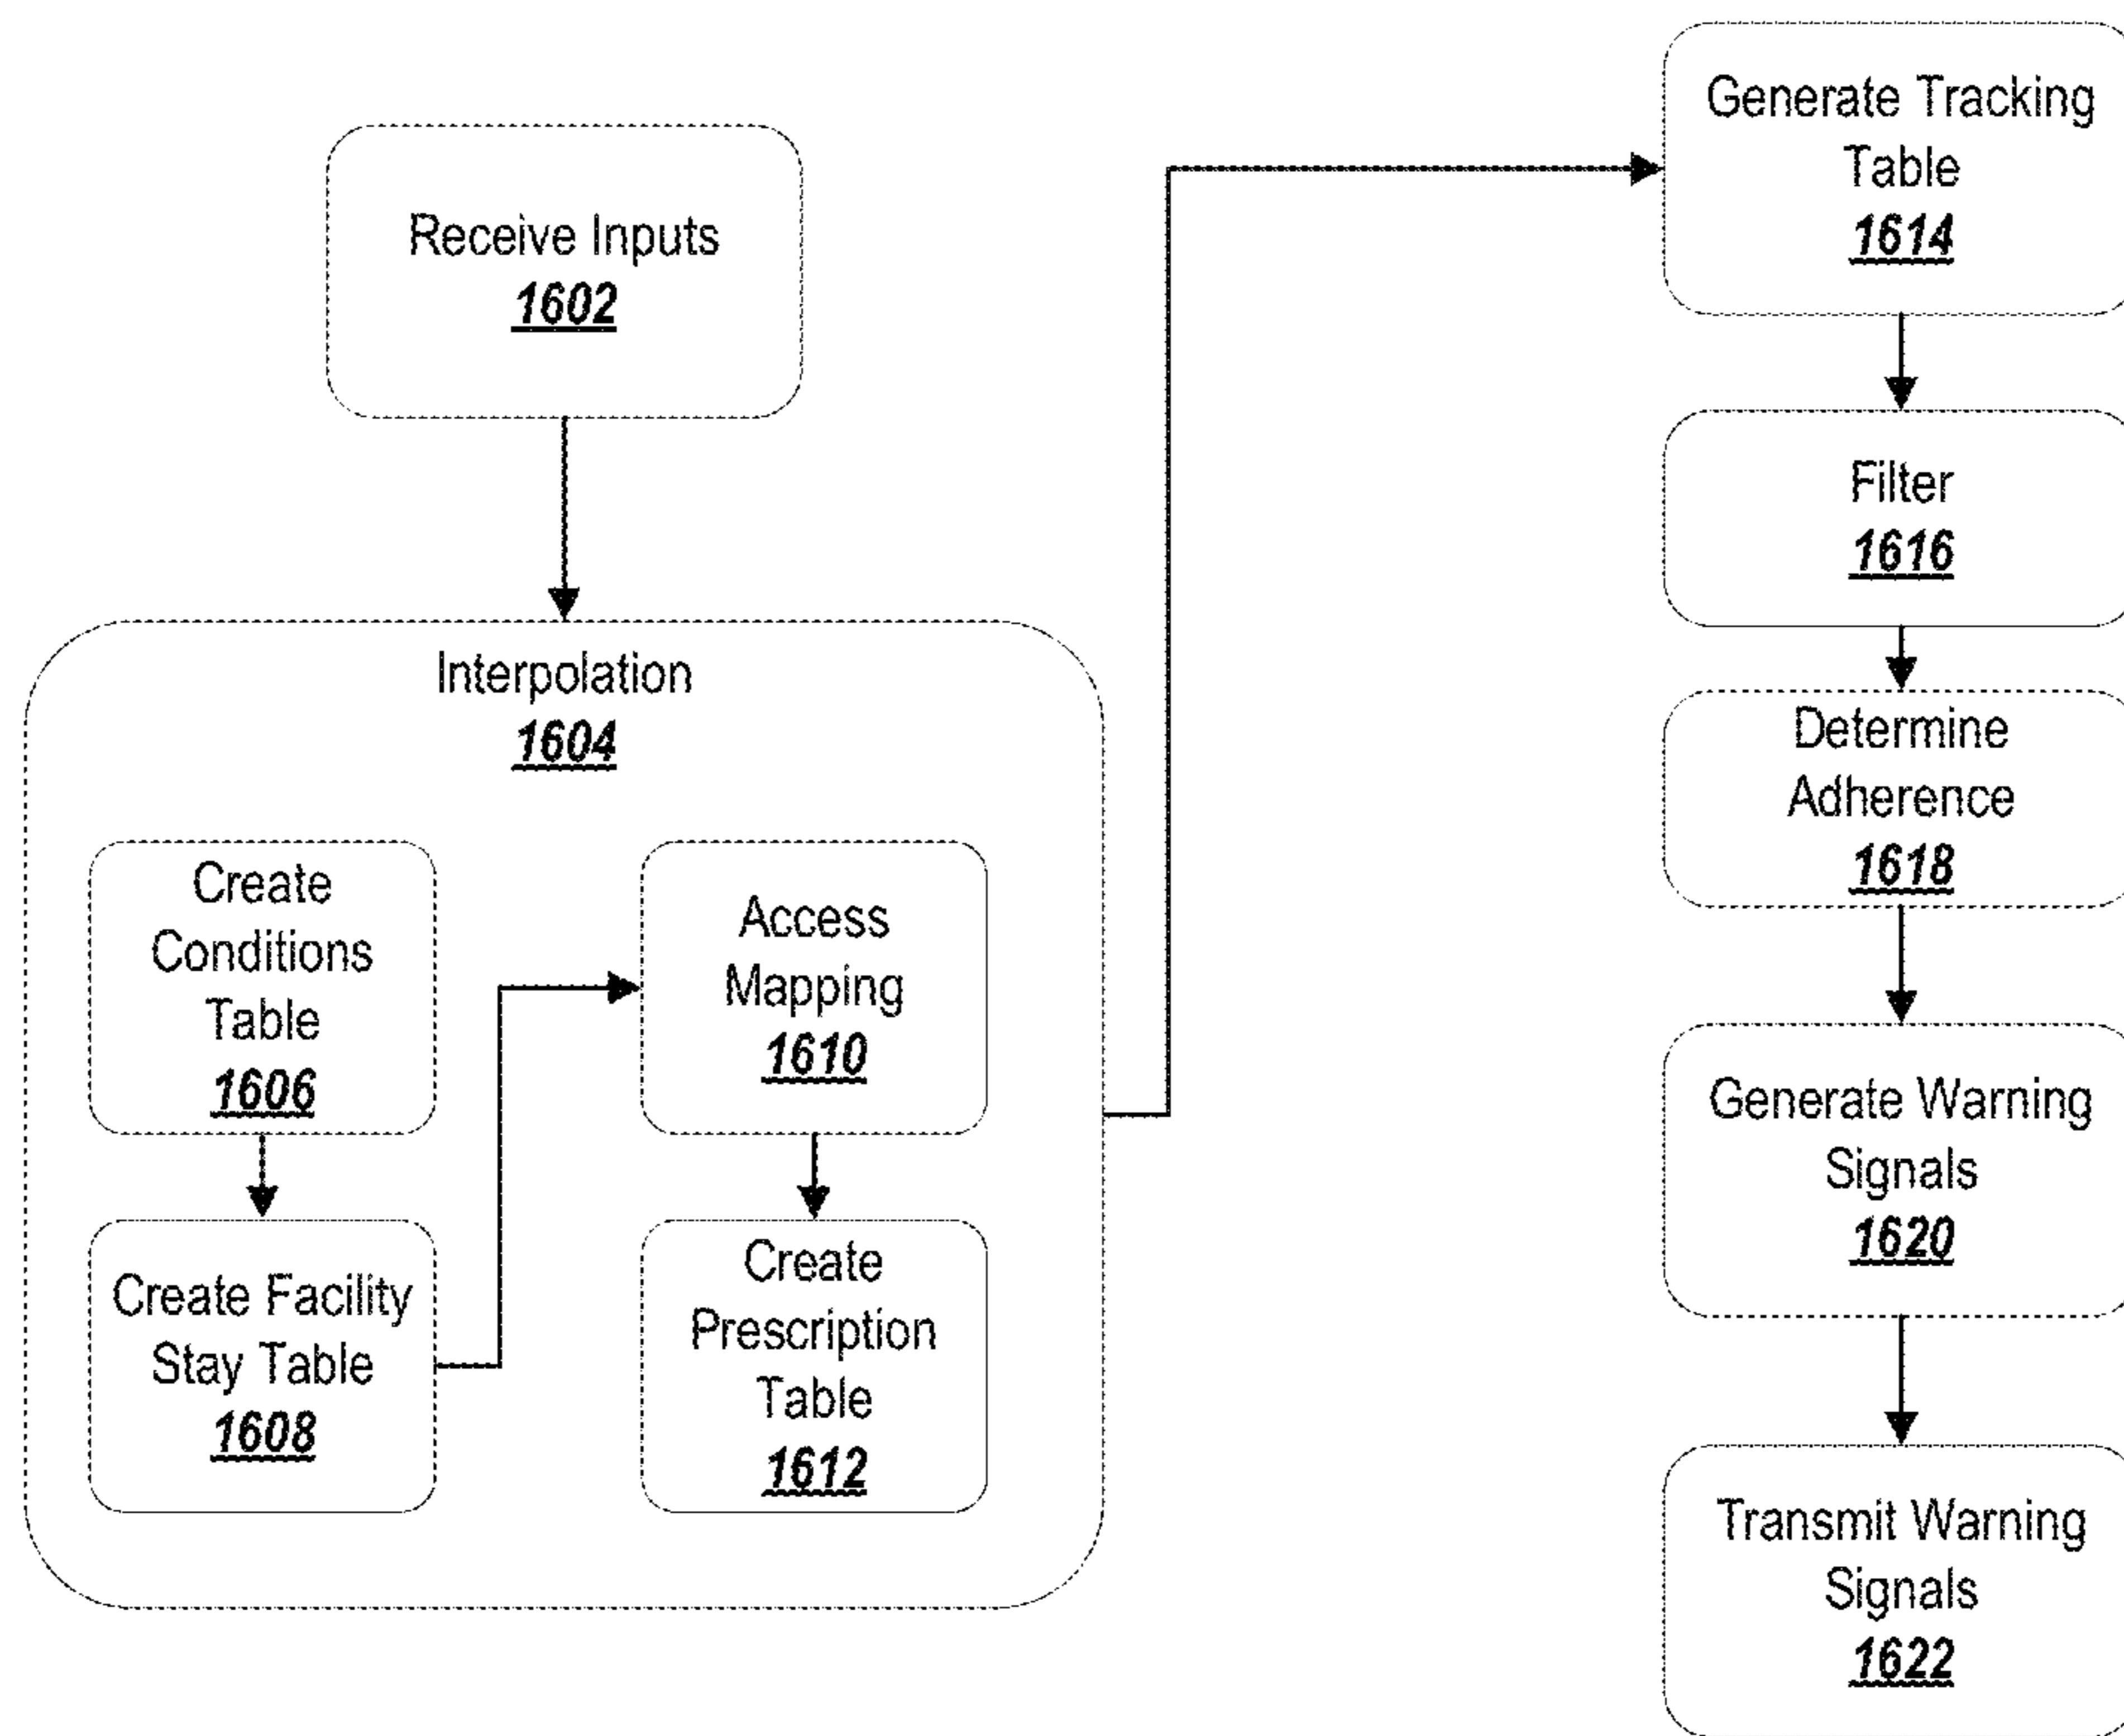 Receive Inputs
1602
Interpolation
1604
Create
Conditions
Table
1606
Create Facility
Stay Table
1608
Access
Mapping
1610
Create
Prescription
Table
1612
Generate Tracking
Table
1614
Filter
1616
Determine
Adherence
1618
Generate Warning
Signals
1620
Transmit Warning
Signals
1622